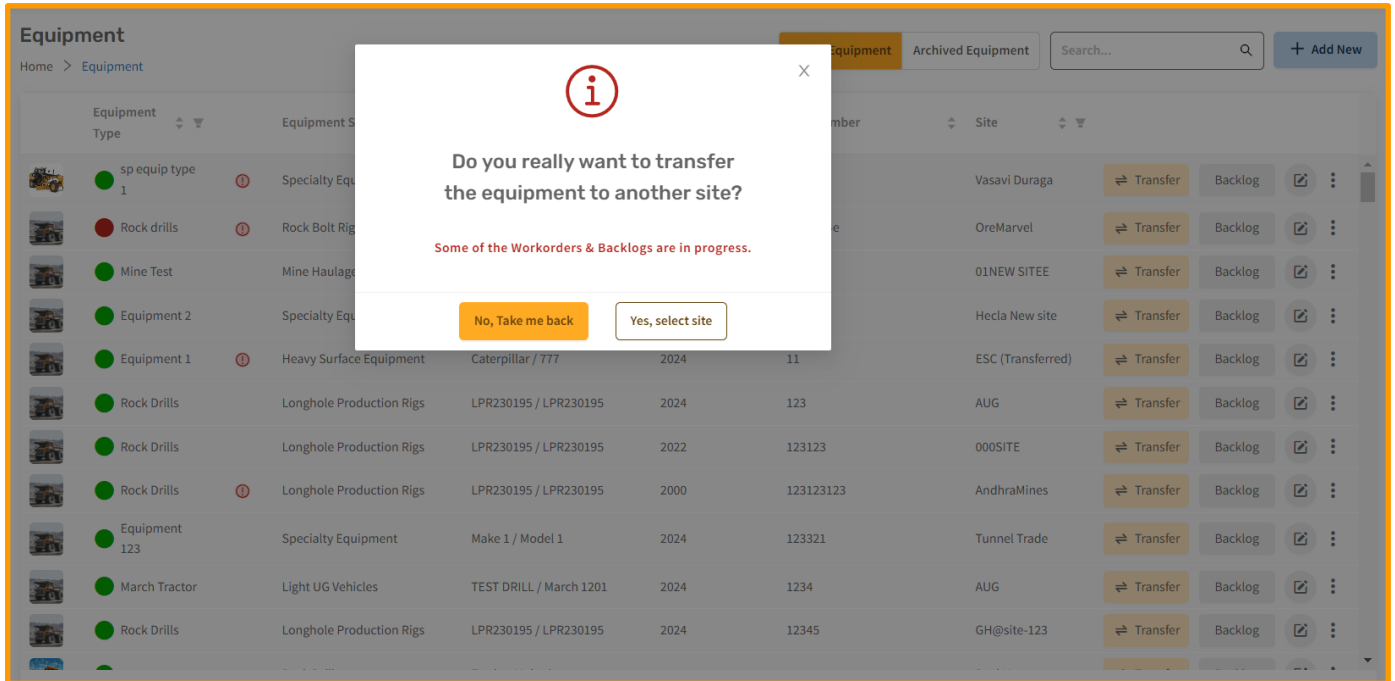 Equipment
Home > Equipment
Equipment Archived Equipment Search... + Add New
X
Do you really want to transfer
the equipment to another site?
Some of the Workorders & Backlogs are in progress.
No, Take me back Yes, select site
Equipment
Type
Equipment Site
sp equip type
1
Specialty Vasavi Duraga Transfer Backlog
Rock drills Rock Bolt OreMarvel Transfer Backlog
Mine Test Mine 01NEW SITEE Transfer Backlog
Equipment 2 Specialty Hecla New site Transfer Backlog
Equipment 1 Heavy Surface Equipment Caterpillar / 777 2024 11 ESC (Transferred) Transfer Backlog
Rock Drills Longhole Production Rigs LPR230195 / LPR230195 2024 123 AUG Transfer Backlog
Rock Drills Longhole Production Rigs LPR230195 / LPR230195 2022 123123 000SITE Transfer Backlog
Rock Drills Longhole Production Rigs LPR230195 / LPR230195 2000 123123123 AndhraMines Transfer Backlog
Equipment
123
Specialty Equipment Make 1 / Model 1 2024 123321 Tunnel Trade Transfer Backlog
March Tractor Light UG Vehicles TEST DRILL / March 1201 2024 1234 AUG Transfer Backlog
Rock Drills Longhole Production Rigs LPR230195 / LPR230195 2024 12345 GH@site-123 Transfer Backlog